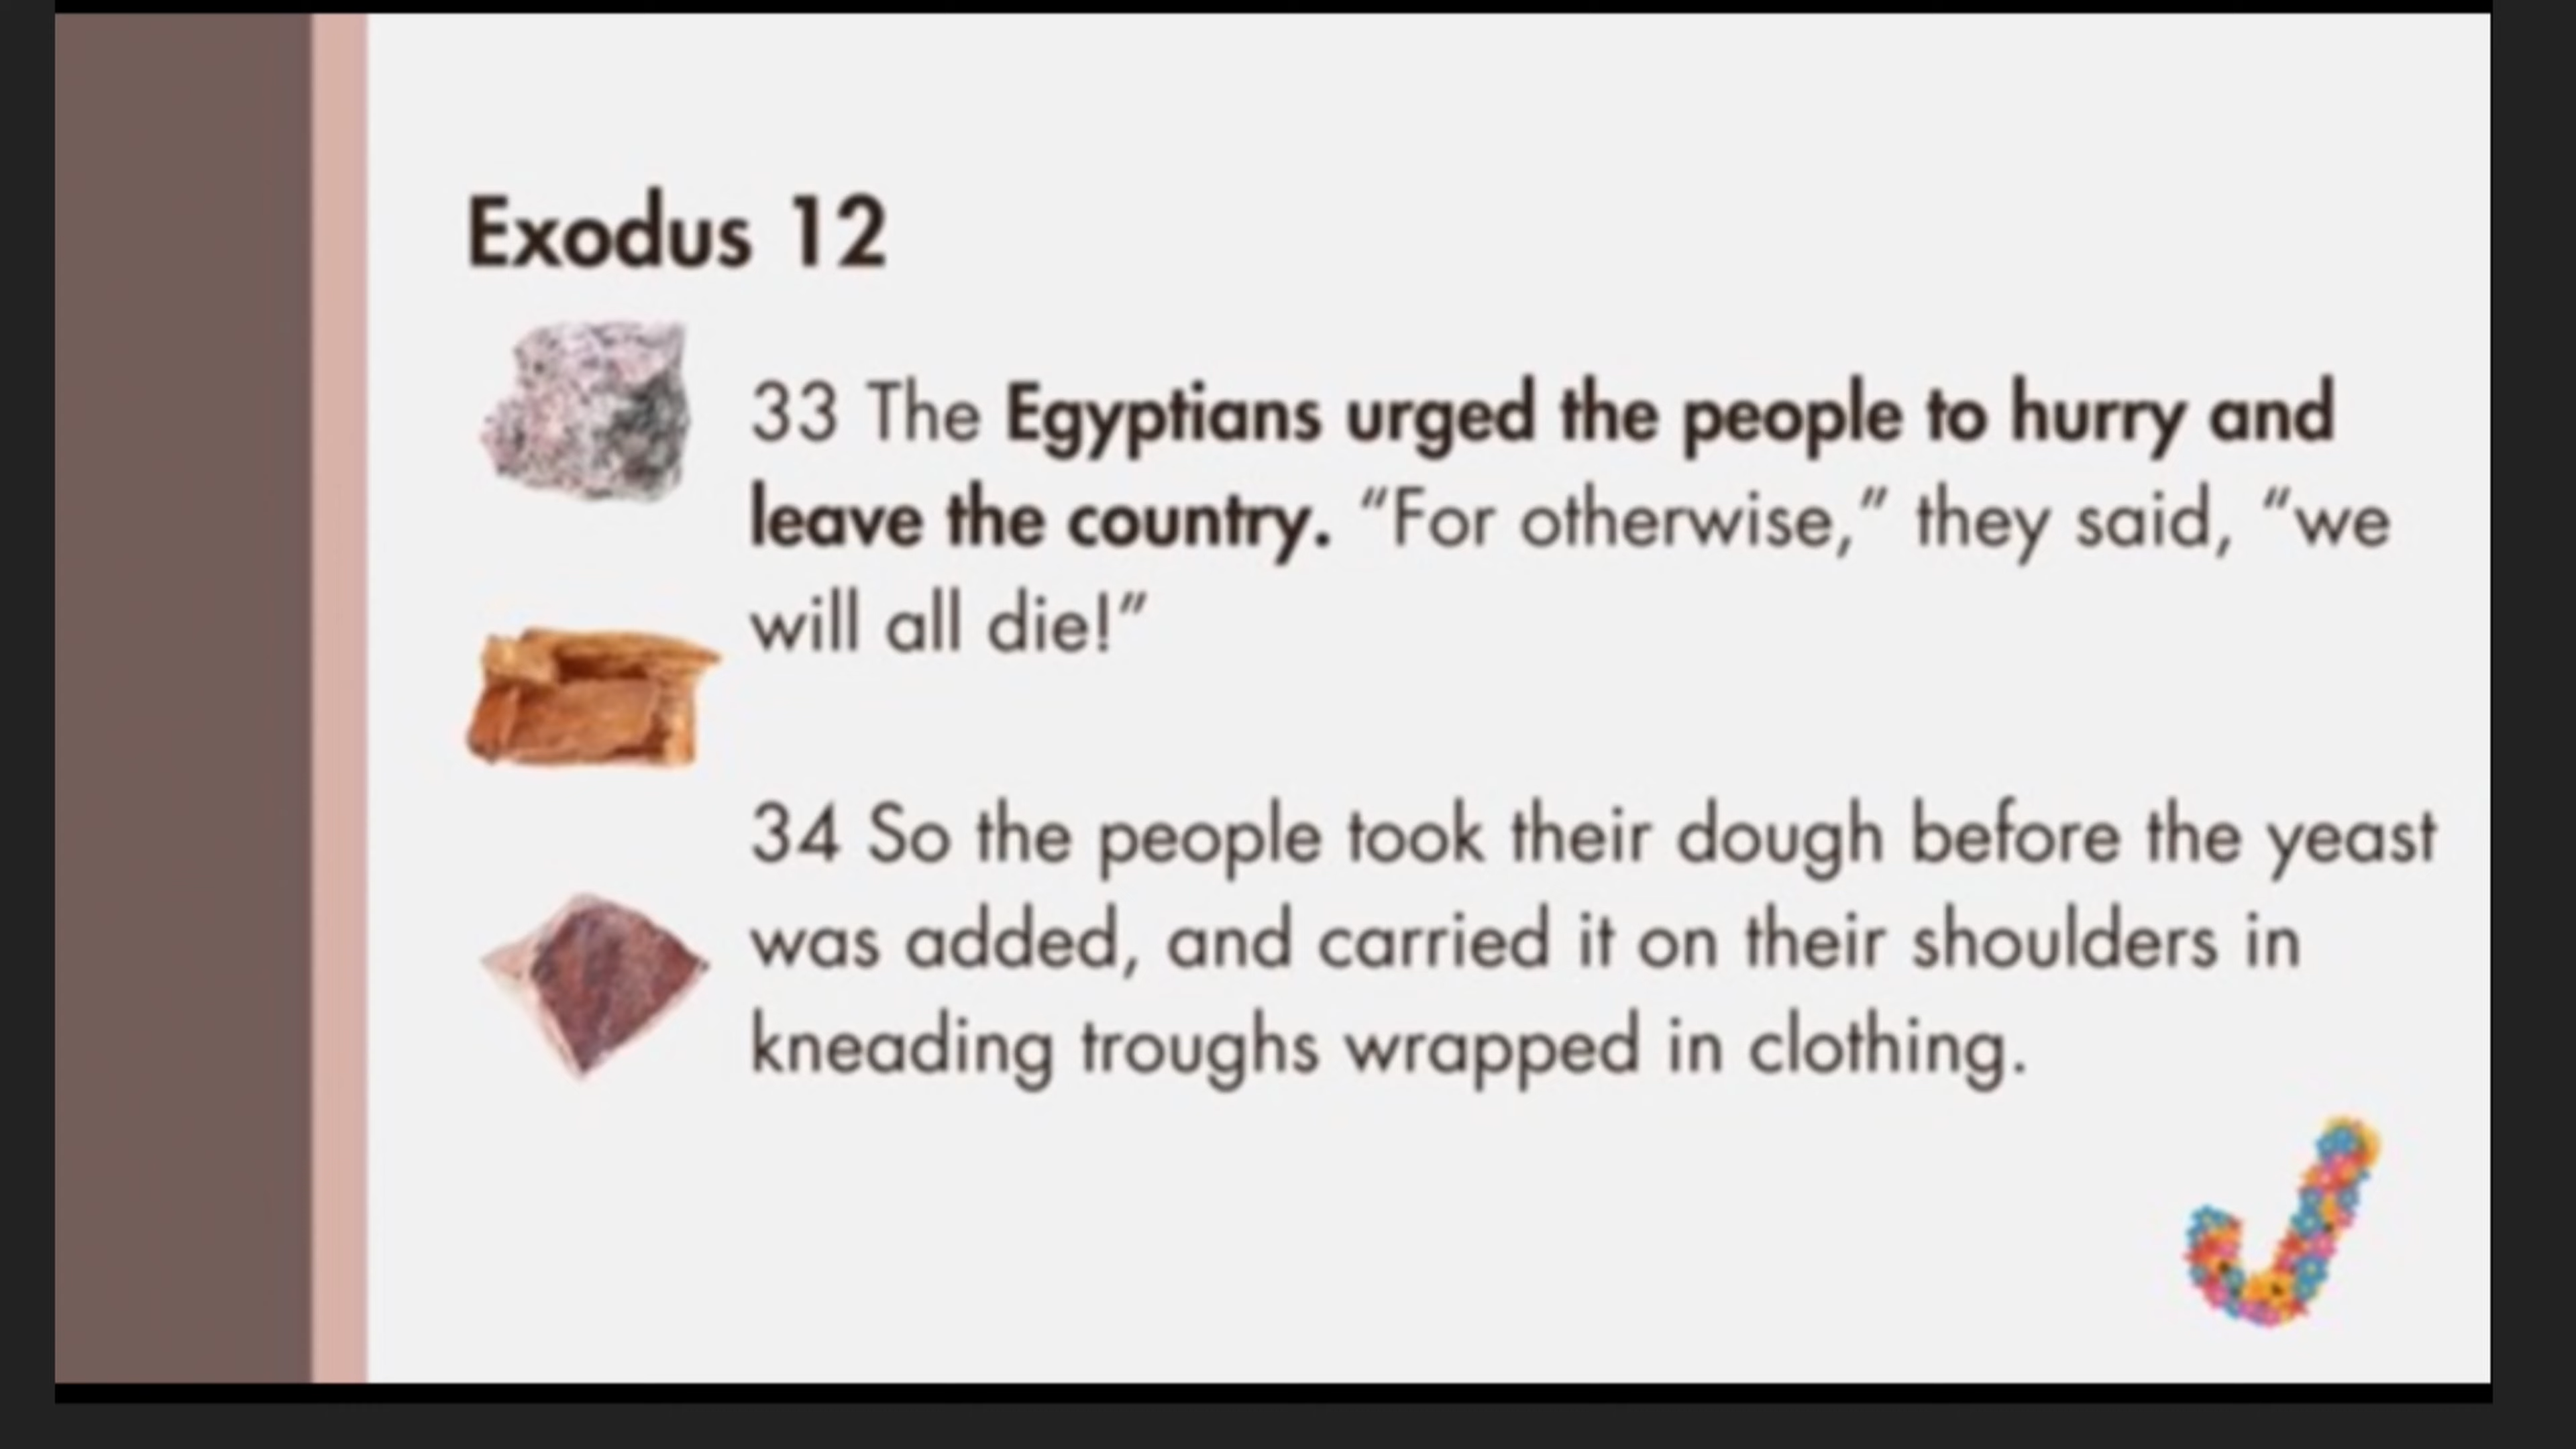 Exodus 12
33 The Egyptians urged the people to hurry and
leave the country. “For otherwise,” they said, “we
will all die!”
34 So the people took their dough before the yeast
was added, and carried it on their shoulders in
kneading troughs wrapped in clothing.
J